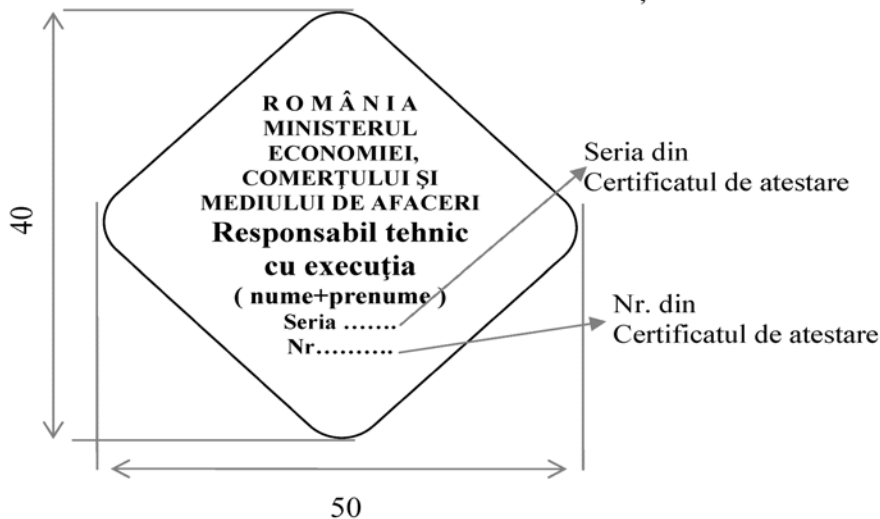 R O M Â N I A
MINISTERUL
ECONOMIEI,
COMERŢULUI ŞI
MEDIULUI DE AFACERI
Responsabil tehnic
cu execuţia
( nume+prenume )
Seria …….
Nr……….
Seria din
Certificatul de atestare
Nr. din
Certificatul de atestare
40
50